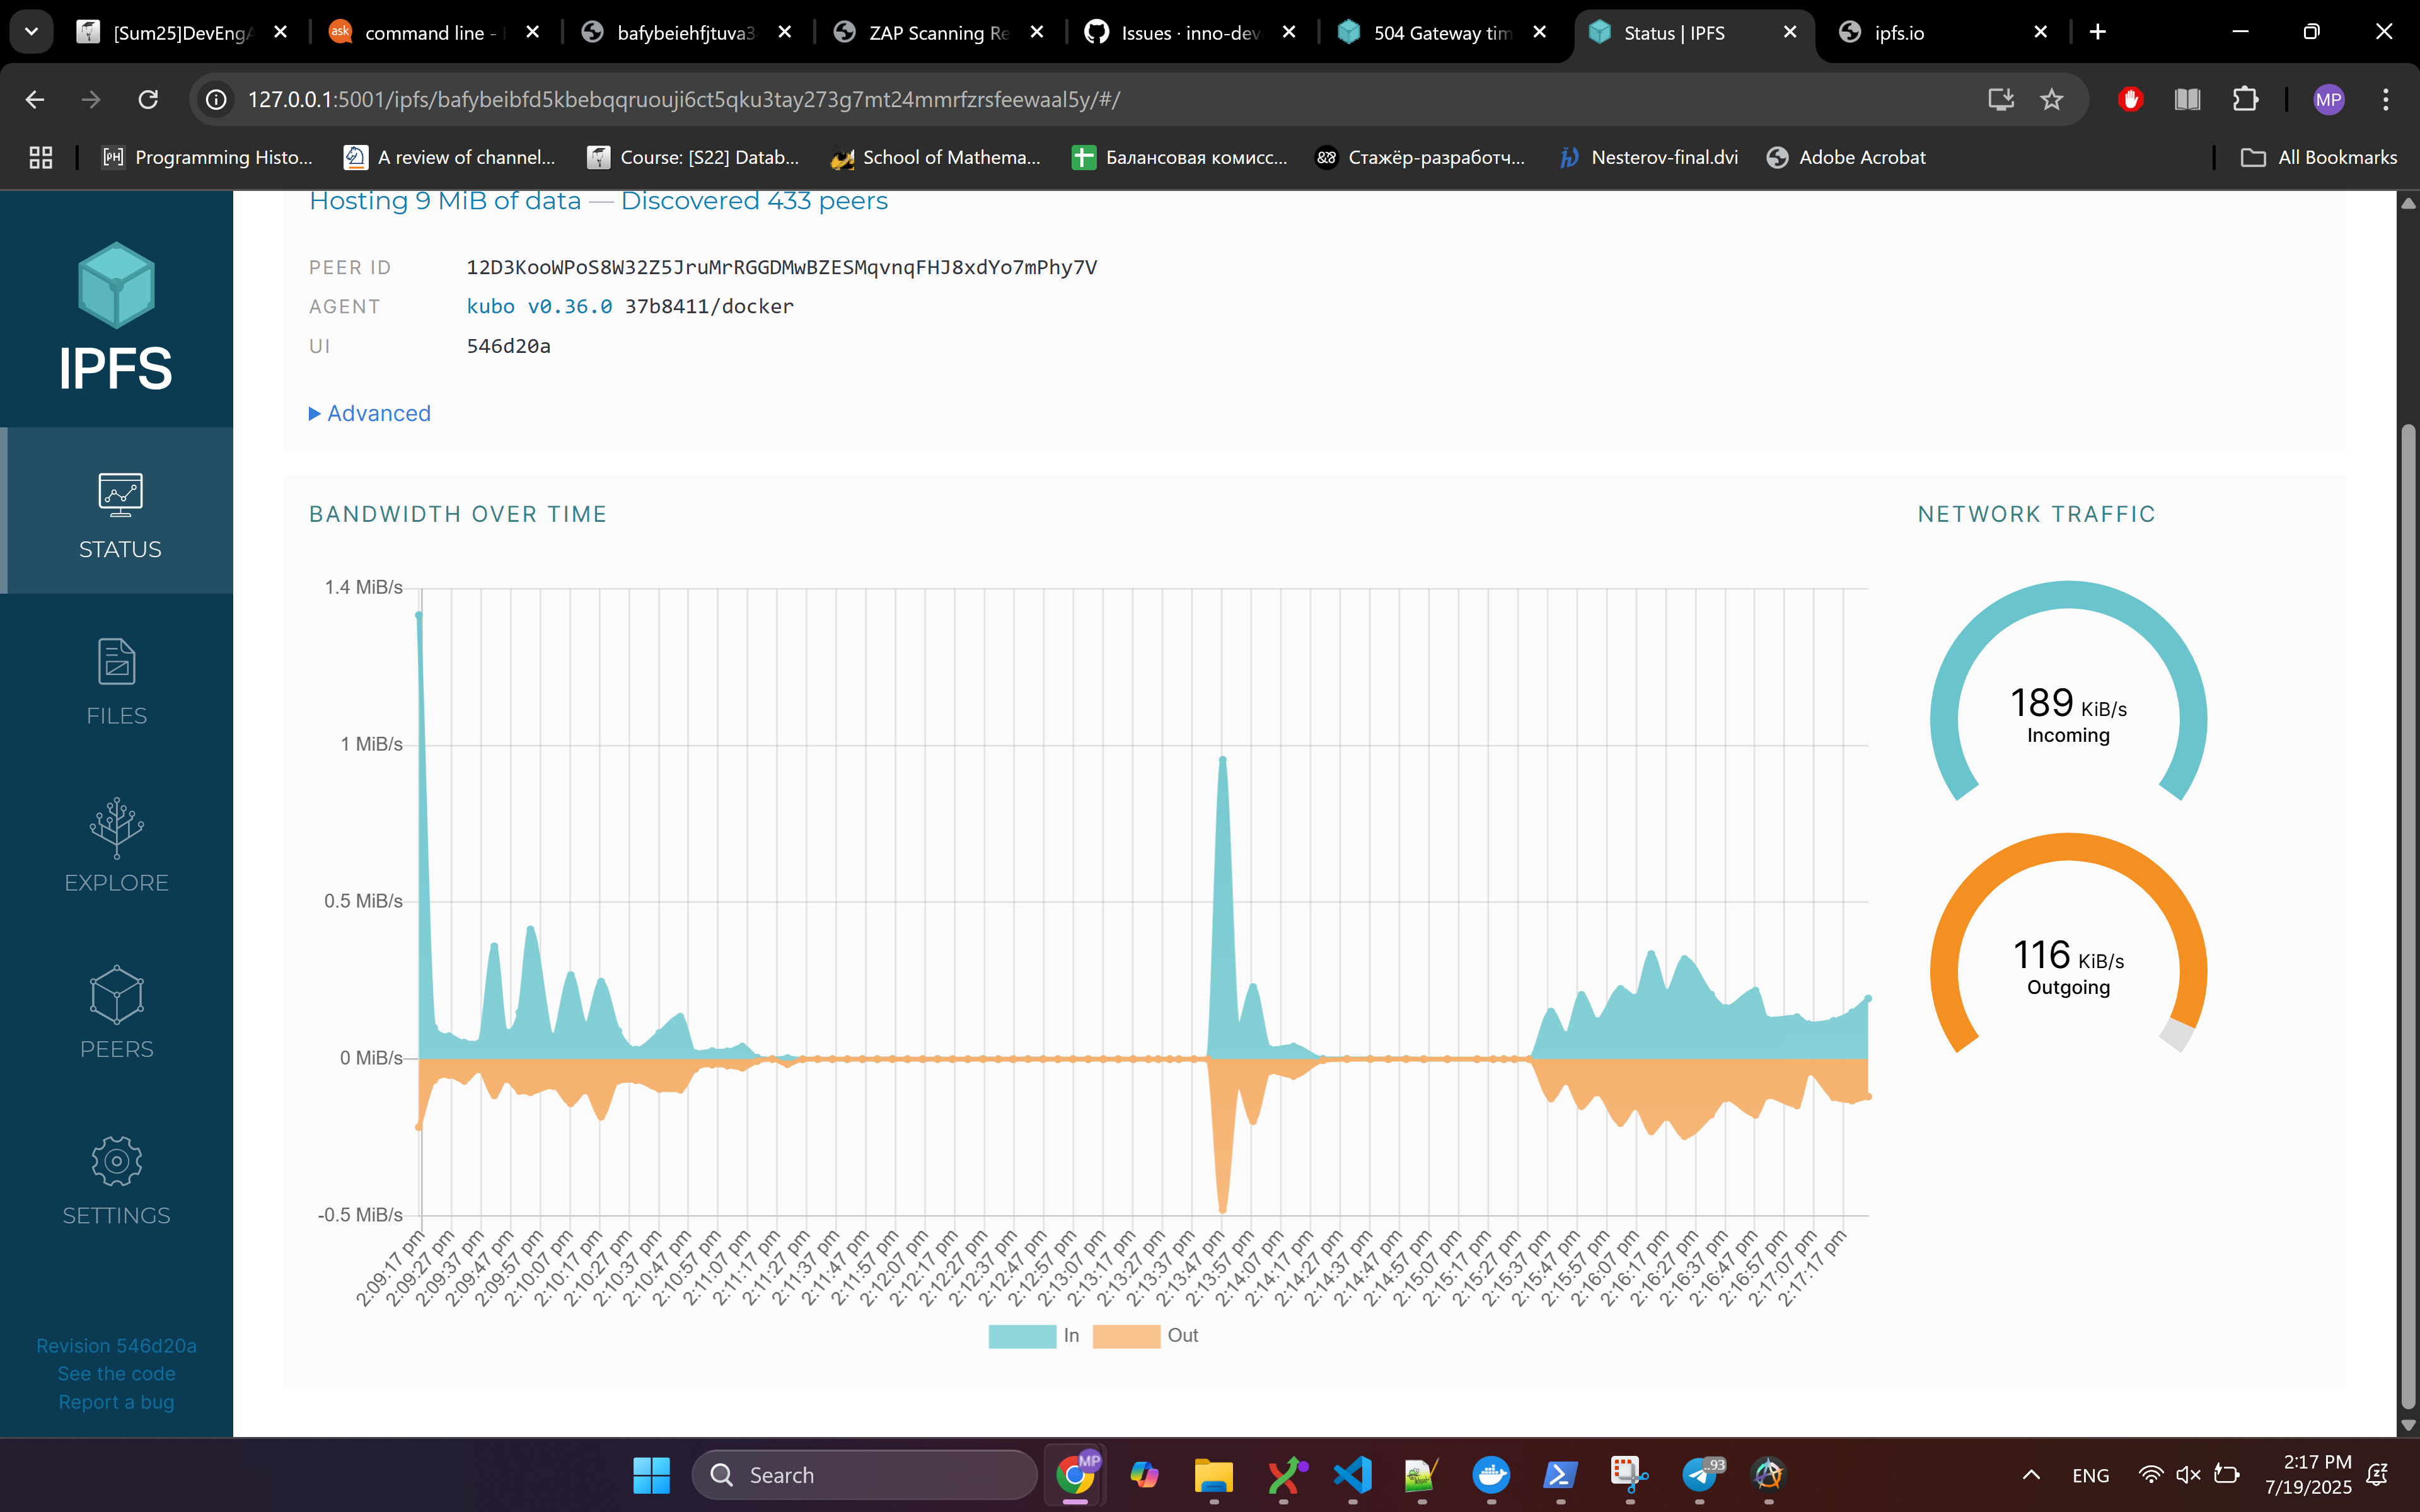 [Sum25]DevEngA
command line -
bafybeiehfjtuva3
ZAP Scanning Re
Issues · inno-dev
504 Gateway tim
Status | IPFS
ipfs.io
127.0.0.1:5001/ipfs/bafybeibfd5kbebqqruouji6ct5qku3tay273g7mt24mmrfzrsfeewaal5y/#/
MP
Programming Histo...
A review of channel...
Course: [S22] Datab...
School of Mathema...
Балансовая комисс...
Стажёр-разработч...
Nesterov-final.dvi
Adobe Acrobat
All Bookmarks
IPFS
STATUS
FILES
EXPLORE
PEERS
SETTINGS
Revision 546d20a
See the code
Report a bug
Hosting 9 MiB of data — Discovered 433 peers
PEER ID 12D3KooWPoS8W32Z5JruMrRGGDMwBZESMqvnqFHJ8xdYo7mPhy7V
AGENT kubo v0.36.0 37b8411/docker
UI 546d20a
Advanced
BANDWIDTH OVER TIME
1.4 MiB/s
1 MiB/s
0.5 MiB/s
0 MiB/s
-0.5 MiB/s
2:09:17 pm
2:09:27 pm
2:09:37 pm
2:09:47 pm
2:09:57 pm
2:10:07 pm
2:10:17 pm
2:10:27 pm
2:10:37 pm
2:10:47 pm
2:10:57 pm
2:11:07 pm
2:11:17 pm
2:11:27 pm
2:11:37 pm
2:11:47 pm
2:11:57 pm
2:12:07 pm
2:12:17 pm
2:12:27 pm
2:12:37 pm
2:12:47 pm
2:12:57 pm
2:13:07 pm
2:13:17 pm
2:13:27 pm
2:13:37 pm
2:13:47 pm
2:13:57 pm
2:14:07 pm
2:14:17 pm
2:14:27 pm
2:14:37 pm
2:14:47 pm
2:14:57 pm
2:15:07 pm
2:15:17 pm
2:15:27 pm
2:15:37 pm
2:15:47 pm
2:15:57 pm
2:16:07 pm
2:16:17 pm
2:16:27 pm
2:16:37 pm
2:16:47 pm
2:16:57 pm
2:17:07 pm
2:17:17 pm
In
Out
NETWORK TRAFFIC
189 KiB/s
Incoming
116 KiB/s
Outgoing
Search
ENG
2:17 PM
7/19/2025